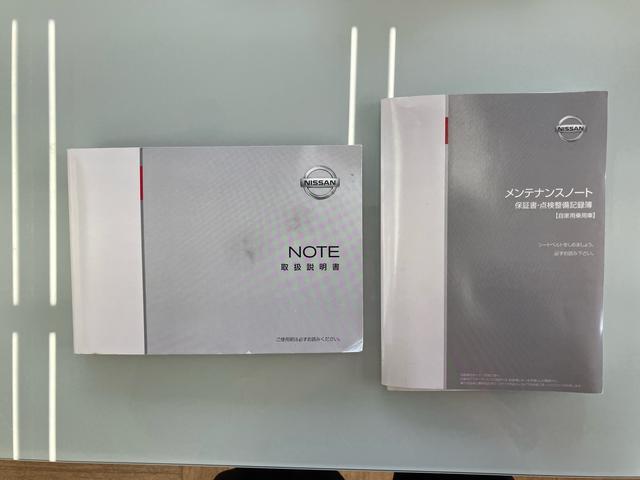 NISSAN
NOTE
取扱説明書
ご使用前は必ずお読みください。
NISSAN
メンテナンスノート
保証書・点検整備記録簿
【自家用乗用車】
シートベルトをしめましょう。
必ずお読み下さい。